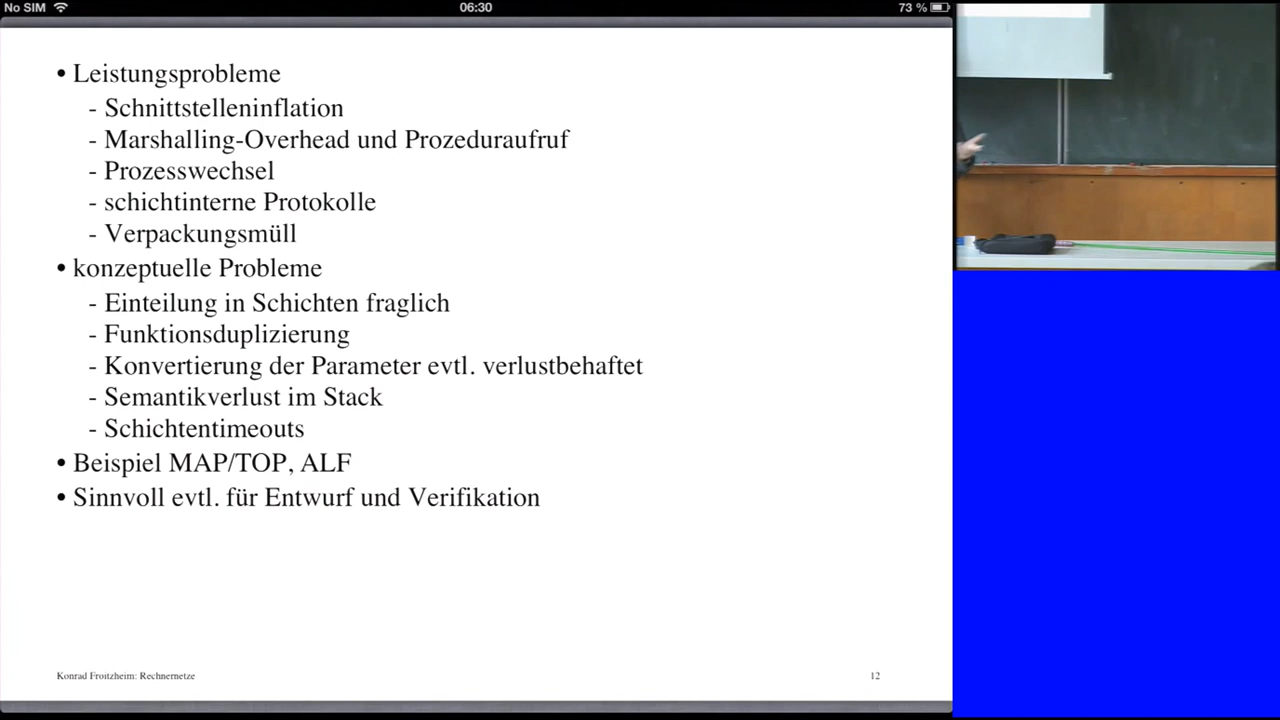 No SIM 06:30 73 %
• Leistungsprobleme
- Schnittstelleninflation
- Marshalling-Overhead und Prozeduraufruf
- Prozesswechsel
- schichtinterne Protokolle
- Verpackungsmüll
• konzeptuelle Probleme
- Einteilung in Schichten fraglich
- Funktionsduplizierung
- Konvertierung der Parameter evtl. verlustbehaftet
- Semantikverlust im Stack
- Schichtentimeouts
• Beispiel MAP/TOP, ALF
• Sinnvoll evtl. für Entwurf und Verifikation
Konrad Froitzheim: Rechnernetze 12